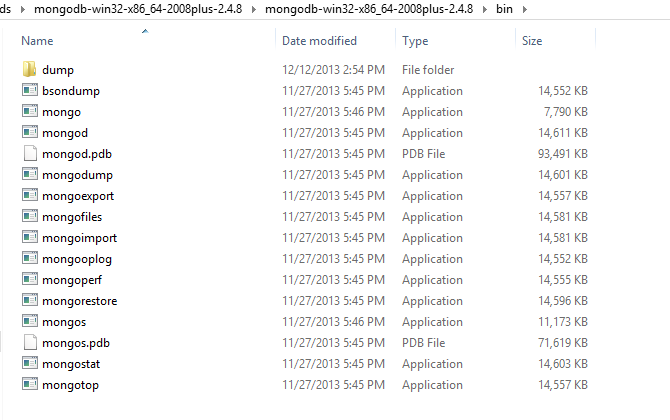 ds ▸ mongodb-win32-x86_64-2008plus-2.4.8 ▸ mongodb-win32-x86_64-2008plus-2.4.8 ▸ bin ▸
Name Date modified Type Size
dump 12/12/2013 2:54 PM File folder
bsondump 11/27/2013 5:45 PM Application 14,552 KB
mongo 11/27/2013 5:46 PM Application 7,790 KB
mongod 11/27/2013 5:45 PM Application 14,611 KB
mongod.pdb 11/27/2013 5:45 PM PDB File 93,491 KB
mongodump 11/27/2013 5:45 PM Application 14,601 KB
mongoexport 11/27/2013 5:45 PM Application 14,557 KB
mongofiles 11/27/2013 5:45 PM Application 14,581 KB
mongoimport 11/27/2013 5:45 PM Application 14,581 KB
mongooplog 11/27/2013 5:45 PM Application 14,552 KB
mongoperf 11/27/2013 5:45 PM Application 14,555 KB
mongorestore 11/27/2013 5:45 PM Application 14,596 KB
mongos 11/27/2013 5:46 PM Application 11,173 KB
mongos.pdb 11/27/2013 5:45 PM PDB File 71,619 KB
mongostat 11/27/2013 5:45 PM Application 14,603 KB
mongotop 11/27/2013 5:45 PM Application 14,557 KB